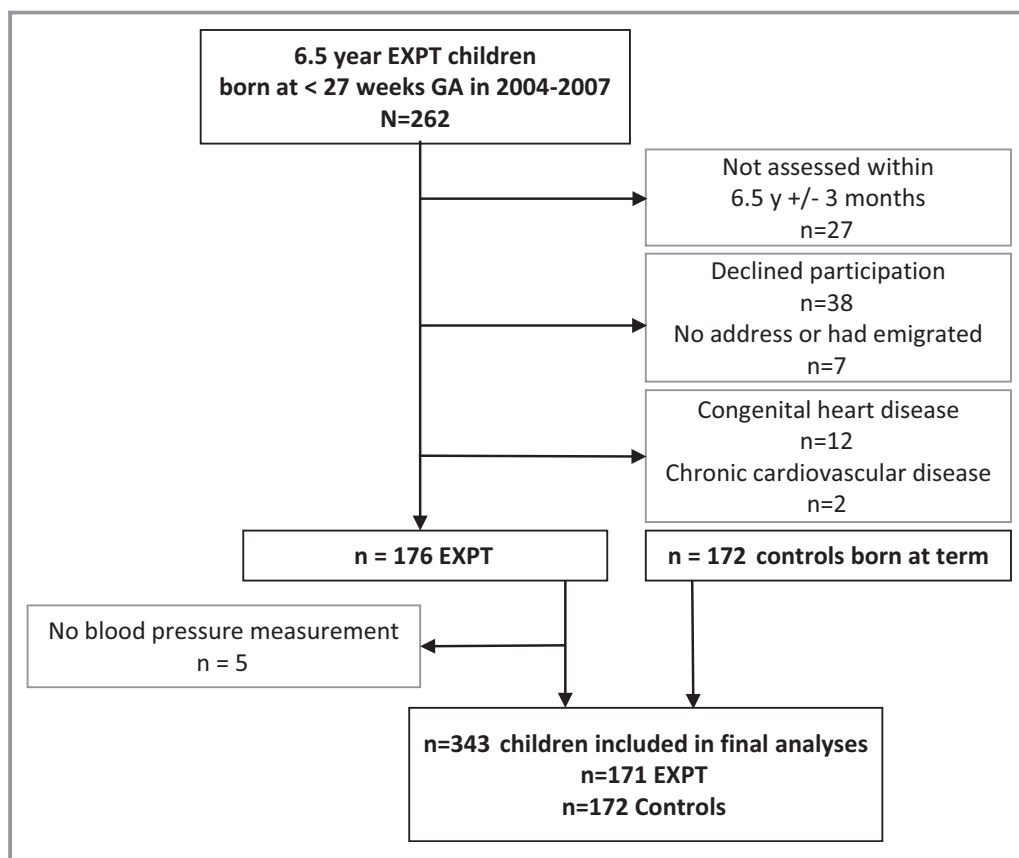 6.5 year EXPT children
born at < 27 weeks GA in 2004-2007
N=262
Not assessed within
6.5 y +/- 3 months
n=27
Declined participation
n=38
No address or had emigrated
n=7
Congenital heart disease
n=12
Chronic cardiovascular disease
n=2
n = 176 EXPT
n = 172 controls born at term
No blood pressure measurement
n = 5
n=343 children included in final analyses
n=171 EXPT
n=172 Controls